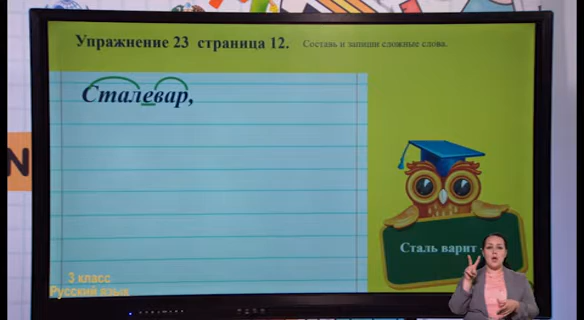 Упражнение 23 страница 12. Составь и запиши сложные слова.
Сталевар,
Сталь варит
3 класс
Русский язык
N